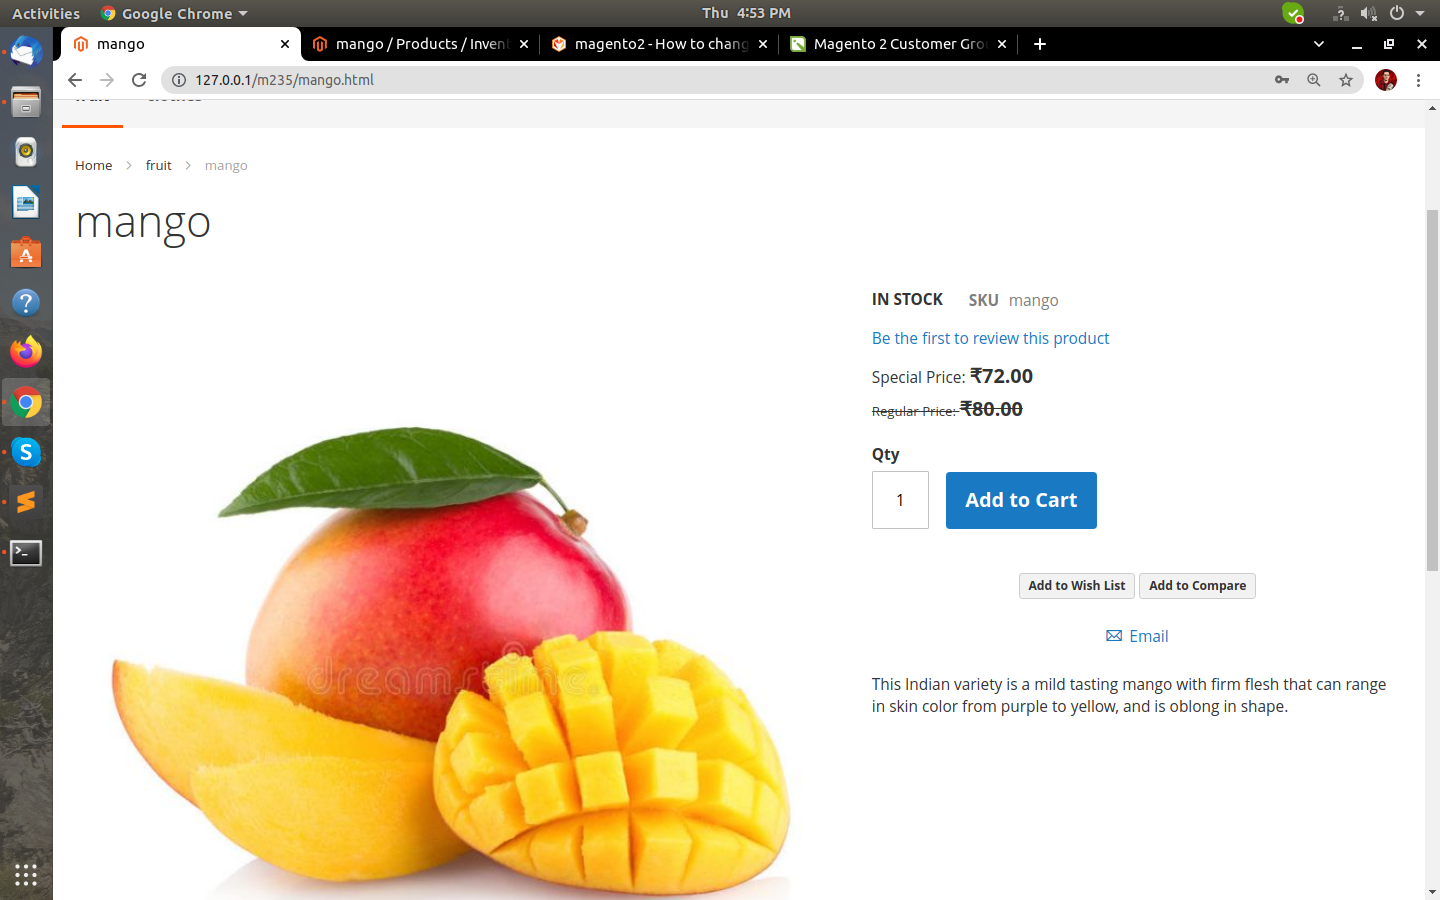 Activities Google Chrome Thu 4:53 PM
mango mango / Products / Invent magento2 - How to chang Magento 2 Customer Gro
127.0.0.1/m235/mango.html
Home fruit mango
mango
IN STOCK SKU mango
Be the first to review this product
Special Price: ₹72.00
Regular Price: ₹80.00
Qty
1 Add to Cart
Add to Wish List Add to Compare
Email
This Indian variety is a mild tasting mango with firm flesh that can range
in skin color from purple to yellow, and is oblong in shape.